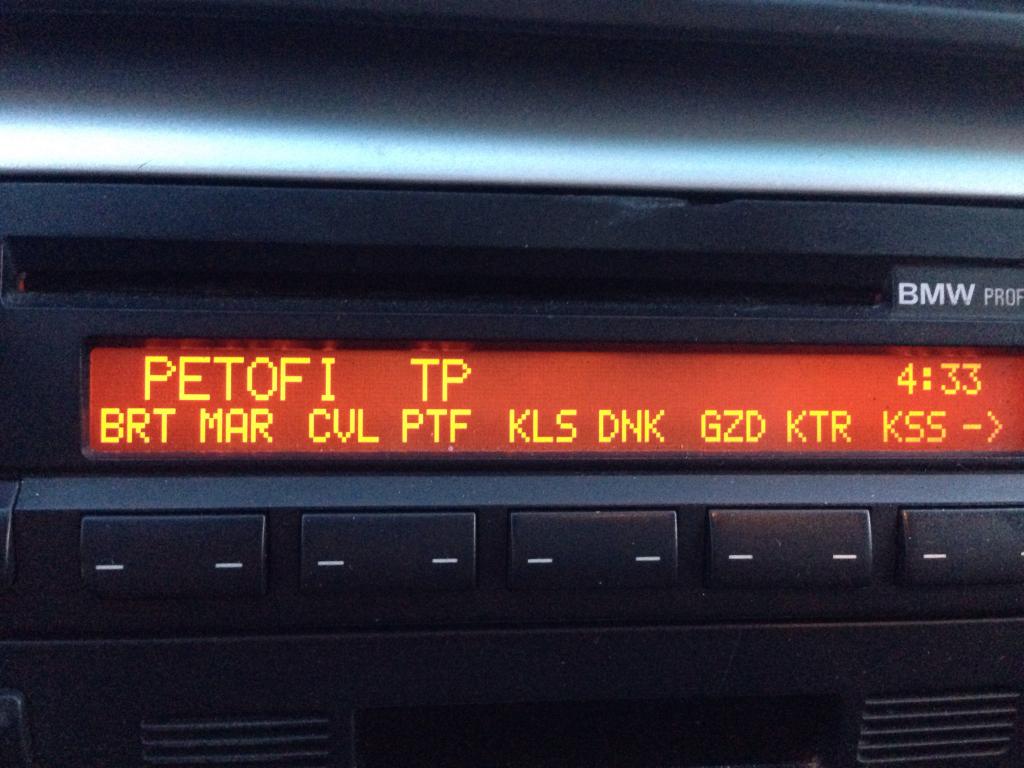 BMW PROF
PETOFI TP 4:33
BRT MAR CVL PTF KLS DNK GZD KTR KSS ->